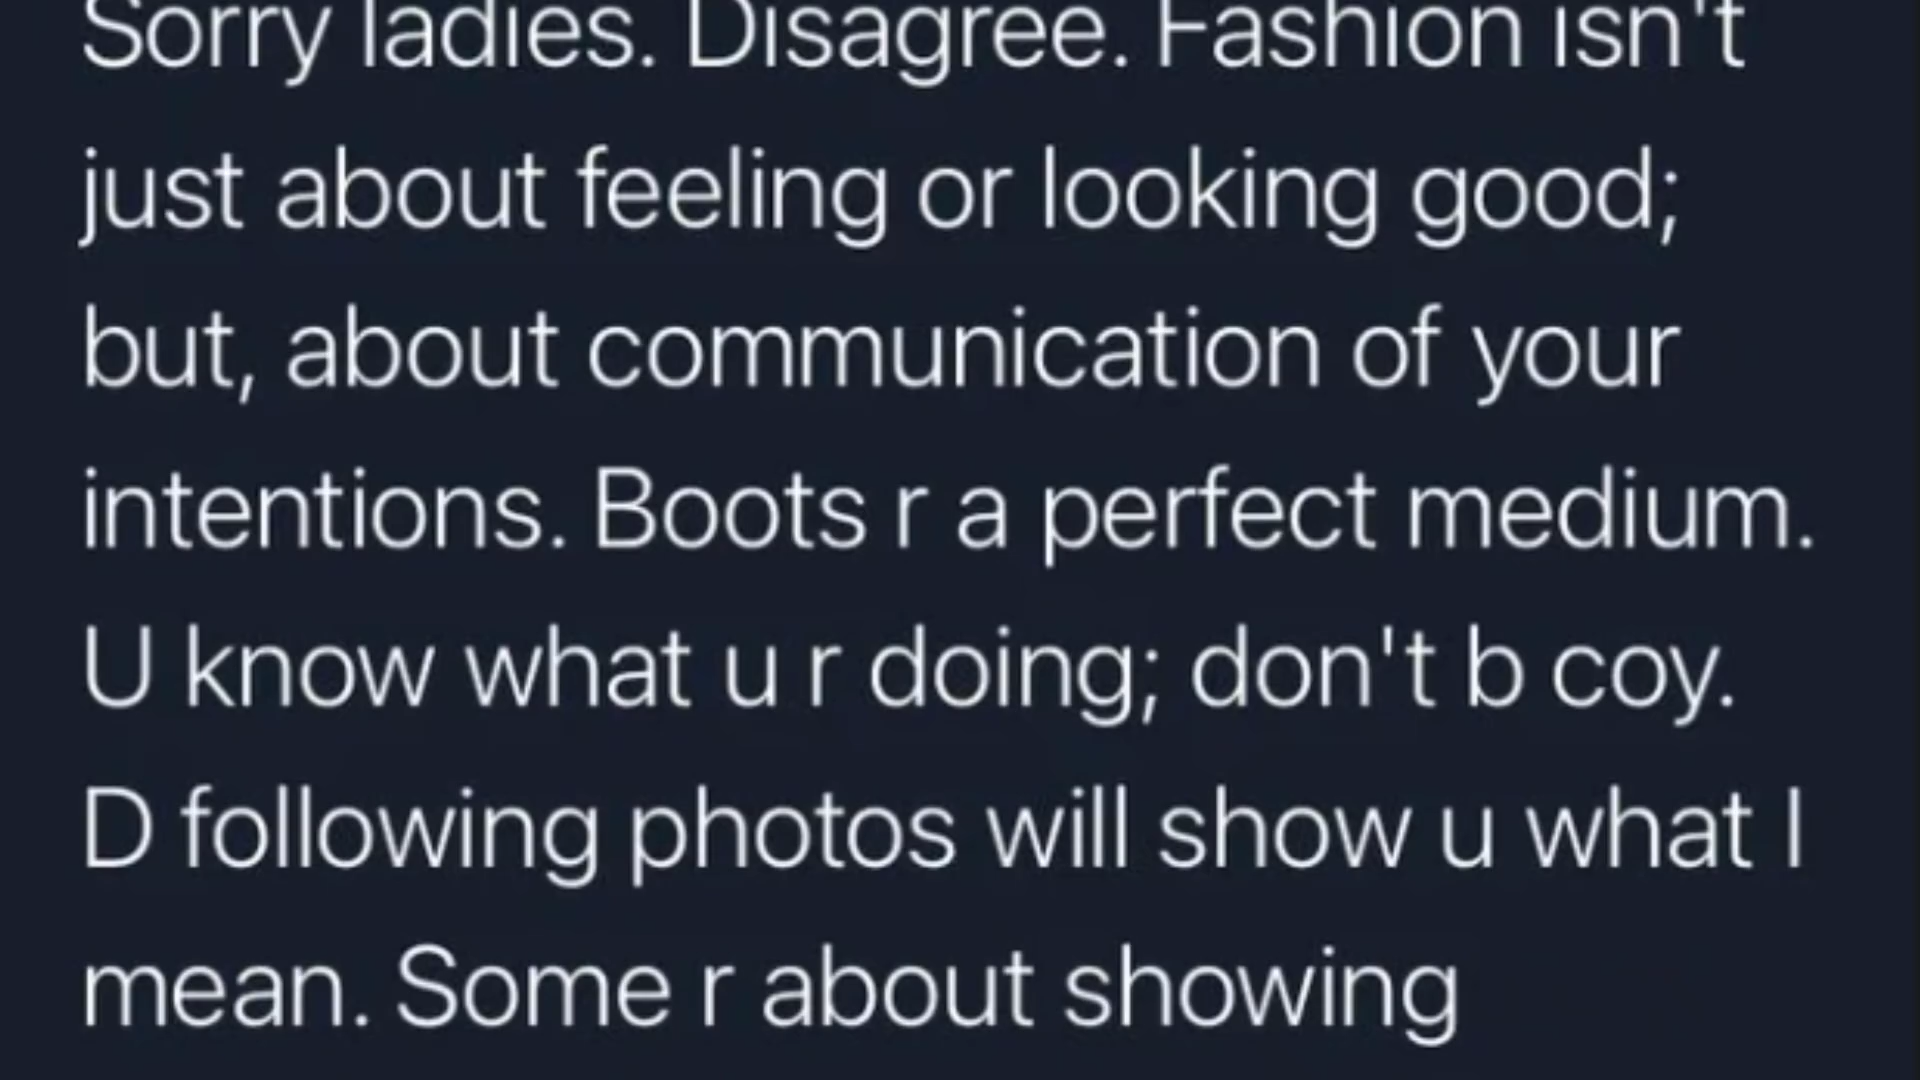 Sorry ladies. Disagree. Fashion isn't
just about feeling or looking good;
but, about communication of your
intentions. Boots r a perfect medium.
U know what u r doing; don't b coy.
D following photos will show u what I
mean. Some r about showing